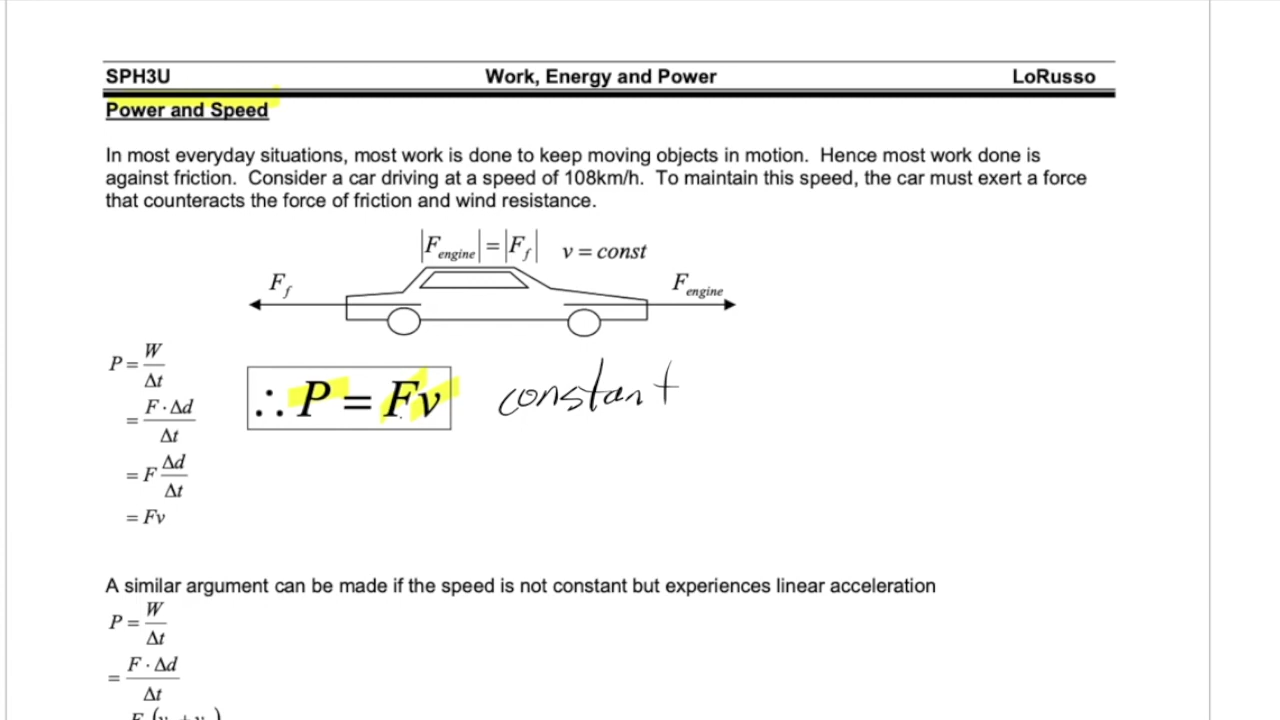 SPH3U Work, Energy and Power LoRusso
Power and Speed
In most everyday situations, most work is done to keep moving objects in motion. Hence most work done is
against friction. Consider a car driving at a speed of 108km/h. To maintain this speed, the car must exert a force
that counteracts the force of friction and wind resistance.
|F_engine| = |F_f| v = const
F_f F_engine
P = W/Δt
= F·Δd/Δt
∴ P = Fv constant
= F Δd/Δt
= Fv
A similar argument can be made if the speed is not constant but experiences linear acceleration
P = W/Δt
= F·Δd/Δt